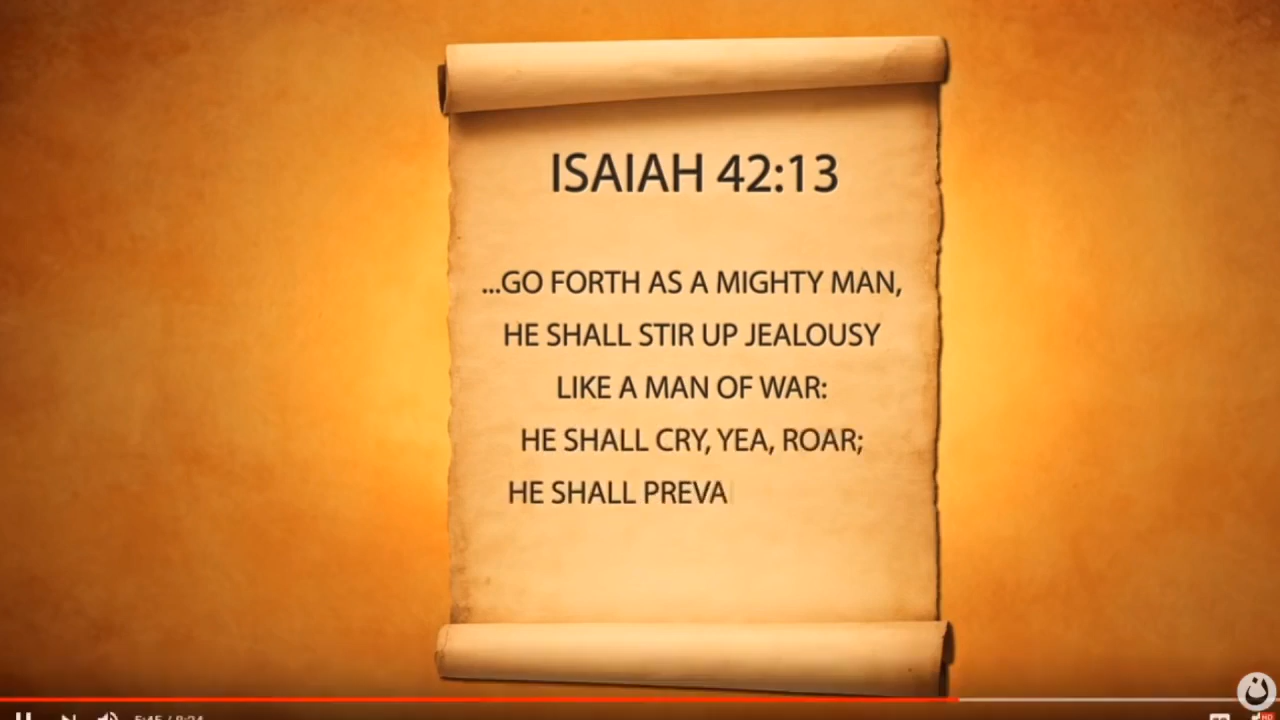 ISAIAH 42:13
...GO FORTH AS A MIGHTY MAN,
HE SHALL STIR UP JEALOUSY
LIKE A MAN OF WAR:
HE SHALL CRY, YEA, ROAR;
HE SHALL PREVA